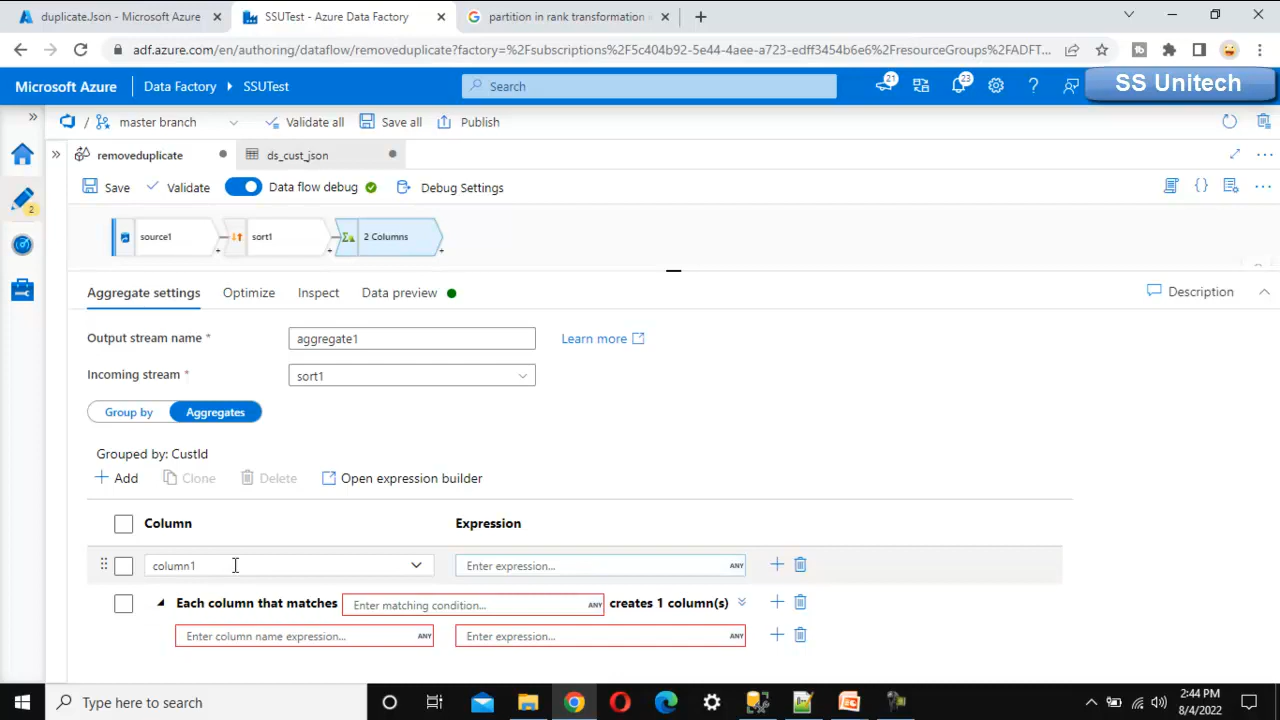 duplicate.Json - Microsoft Azure
SSUTest - Azure Data Factory
partition in rank transformation
adf.azure.com/en/authoring/dataflow/removeduplicate?factory=%2Fsubscriptions%2F5c404b92-5e44-4aee-a723-edff3454b6e6%2FresourceGroups%2FADFT...
Microsoft Azure
Data Factory
SSUTest
Search
21
23
SS Unitech
master branch
Validate all
Save all
Publish
removeduplicate
ds_cust_json
2
Save
Validate
Data flow debug
Debug Settings
source1
sort1
2 Columns
Aggregate settings
Optimize
Inspect
Data preview
Description
Output stream name *
aggregate1
Learn more
Incoming stream *
sort1
Group by
Aggregates
Grouped by: CustId
Add
Clone
Delete
Open expression builder
Column
Expression
column1
Enter expression...
ANY
Each column that matches
Enter matching condition...
ANY
creates 1 column(s)
Enter column name expression...
ANY
Enter expression...
ANY
Type here to search
2:44 PM
8/4/2022